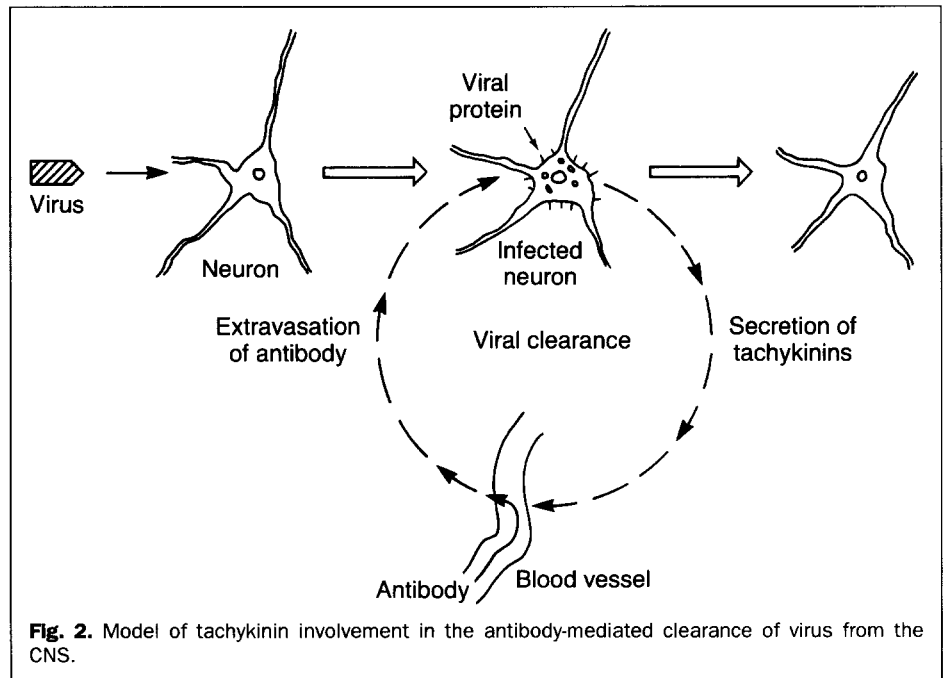 Viral
protein
Virus
Neuron
Infected
neuron
Extravasation
of antibody
Viral clearance
Secretion of
tachykinins
Antibody
Blood vessel
Fig. 2. Model of tachykinin involvement in the antibody-mediated clearance of virus from the
CNS.